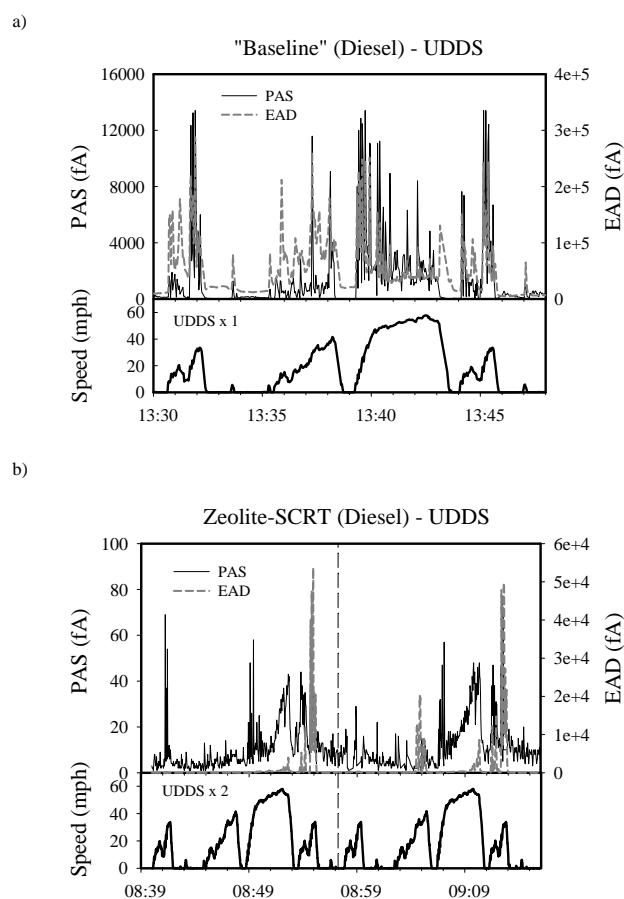 a)
"Baseline" (Diesel) - UDDS
16000
12000
8000
4000
0
PAS (fA)
PAS
EAD
4e+5
3e+5
2e+5
1e+5
0
EAD (fA)
60
40
20
0
Speed (mph)
UDDS x 1
13:30 13:35 13:40 13:45
b)
Zeolite-SCRT (Diesel) - UDDS
100
80
60
40
20
0
PAS (fA)
PAS
EAD
6e+4
5e+4
4e+4
3e+4
2e+4
1e+4
0
EAD (fA)
60
40
20
0
Speed (mph)
UDDS x 2
08:39 08:49 08:59 09:09